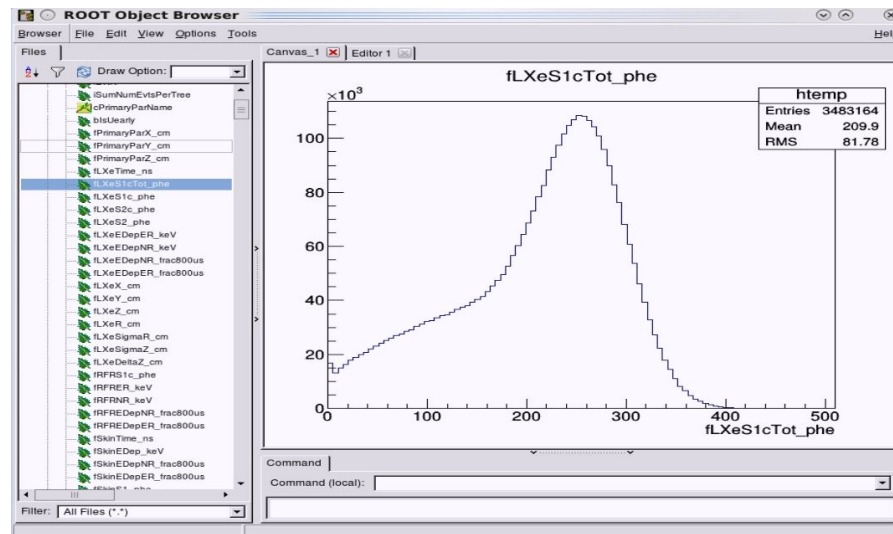 ROOT Object Browser
Browser File Edit View Options Tools
Files
Draw Option:
iSumNumEvtsPerTree
cPrimaryParName
bIsUearly
fPrimaryParX_cm
fPrimaryParY_cm
fPrimaryParZ_cm
fLXeTime_ns
fLXeS1cTot_phe
fLXeS1c_phe
fLXeS2c_phe
fLXeS2_phe
fLXeEDepER_keV
fLXeEDepNR_keV
fLXeEDepNR_frac800us
fLXeEDepER_frac800us
fLXeX_cm
fLXeY_cm
fLXeZ_cm
fLXeR_cm
fLXeSigmaR_cm
fLXeSigmaZ_cm
fLXeDeltaZ_cm
fRFRS1c_phe
fRFRER_keV
fRFRNR_keV
fRFREDepNR_frac800us
fRFREDepER_frac800us
fSkinTime_ns
fSkinEDep_keV
fSkinEDepNR_frac800us
fSkinEDepER_frac800us
fSkinS1_phe
Filter: All Files (*.*)
Canvas_1 Editor 1
fLXeS1cTot_phe
×10³
htemp
Entries 3483164
Mean 209.9
RMS 81.78
100
80
60
40
20
0
0 100 200 300 400 500
fLXeS1cTot_phe
Command
Command (local):